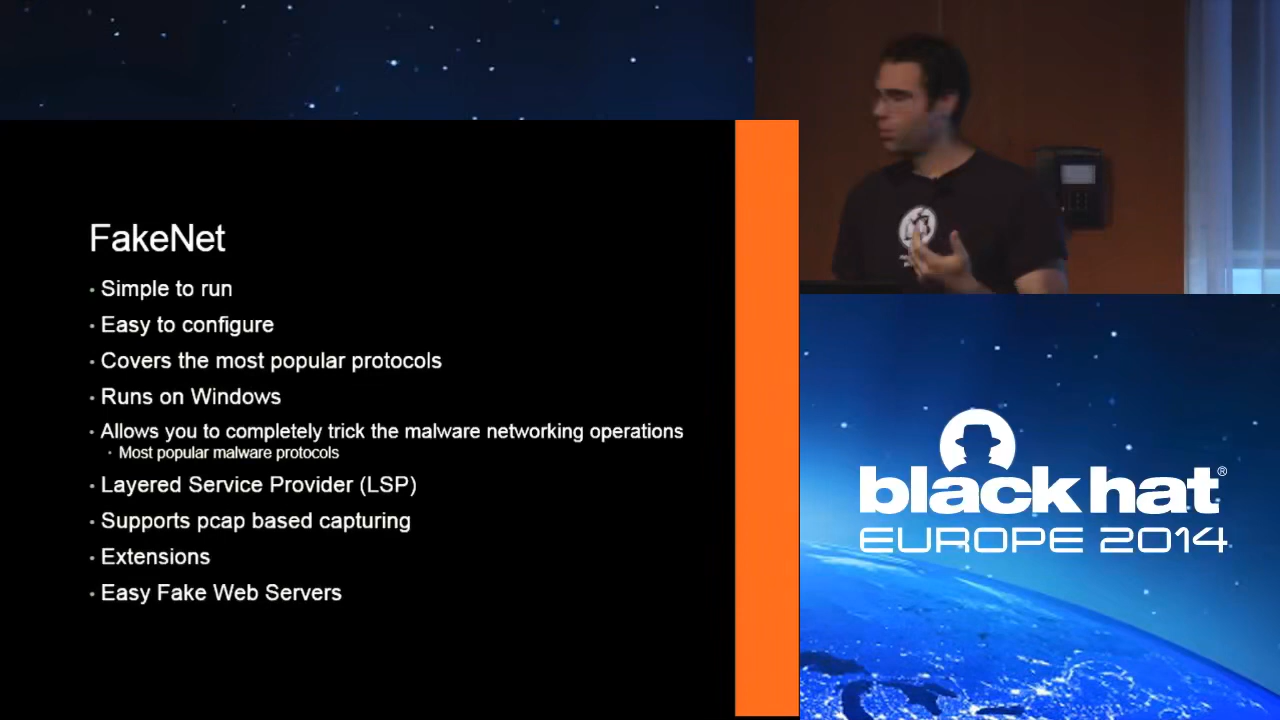 FakeNet
• Simple to run
• Easy to configure
• Covers the most popular protocols
• Runs on Windows
• Allows you to completely trick the malware networking operations
• Most popular malware protocols
• Layered Service Provider (LSP)
• Supports pcap based capturing
• Extensions
• Easy Fake Web Servers
black hat®
EUROPE 2014